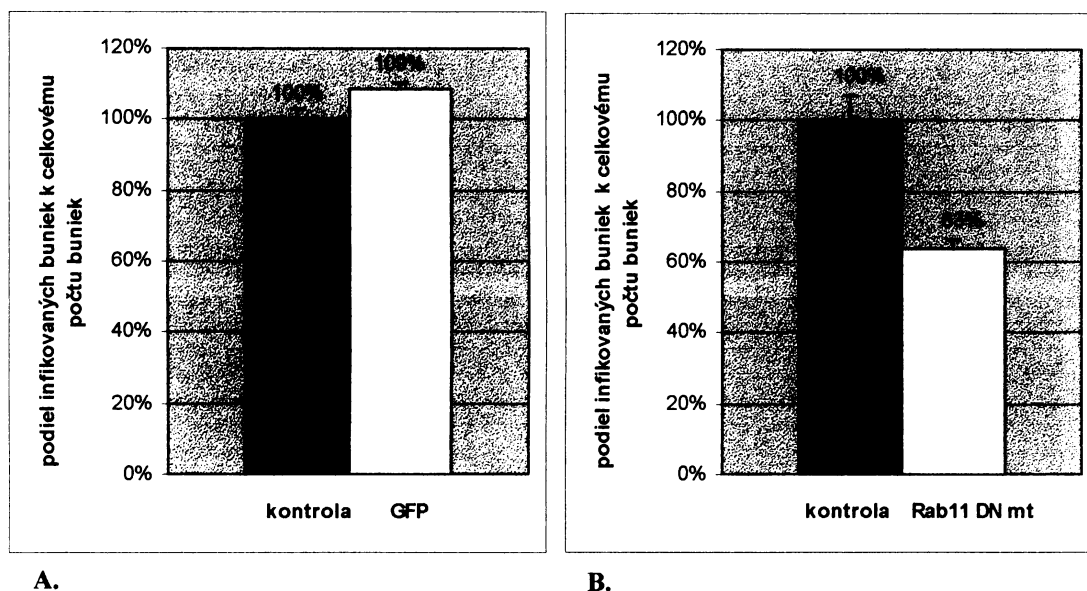 podiel infikovaných buniek k celkovému
počtu buniek
120%
100%
80%
60%
40%
20%
0%
100%
kontrola GFP
A.
podiel infikovaných buniek k celkovému
počtu buniek
120%
100%
80%
60%
40%
20%
0%
100%
kontrola Rab11 DN mt
B.